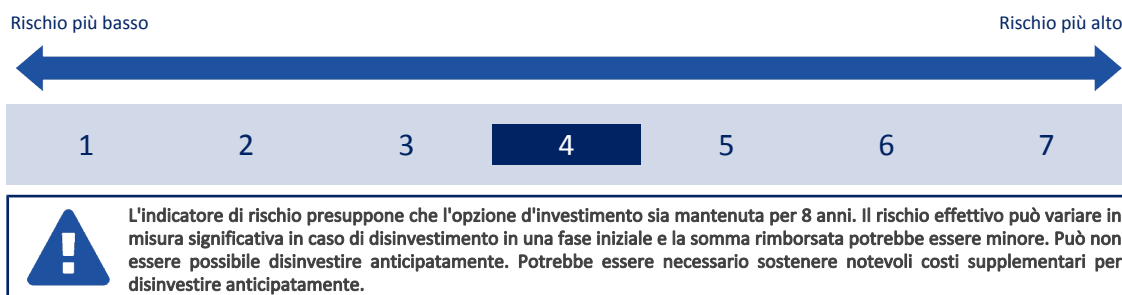 Rischio più basso Rischio più alto
1 2 3 4 5 6 7
L'indicatore di rischio presuppone che l'opzione d'investimento sia mantenuta per 8 anni. Il rischio effettivo può variare in
misura significativa in caso di disinvestimento in una fase iniziale e la somma rimborsata potrebbe essere minore. Può non
essere possibile disinvestire anticipatamente. Potrebbe essere necessario sostenere notevoli costi supplementari per
disinvestire anticipatamente.